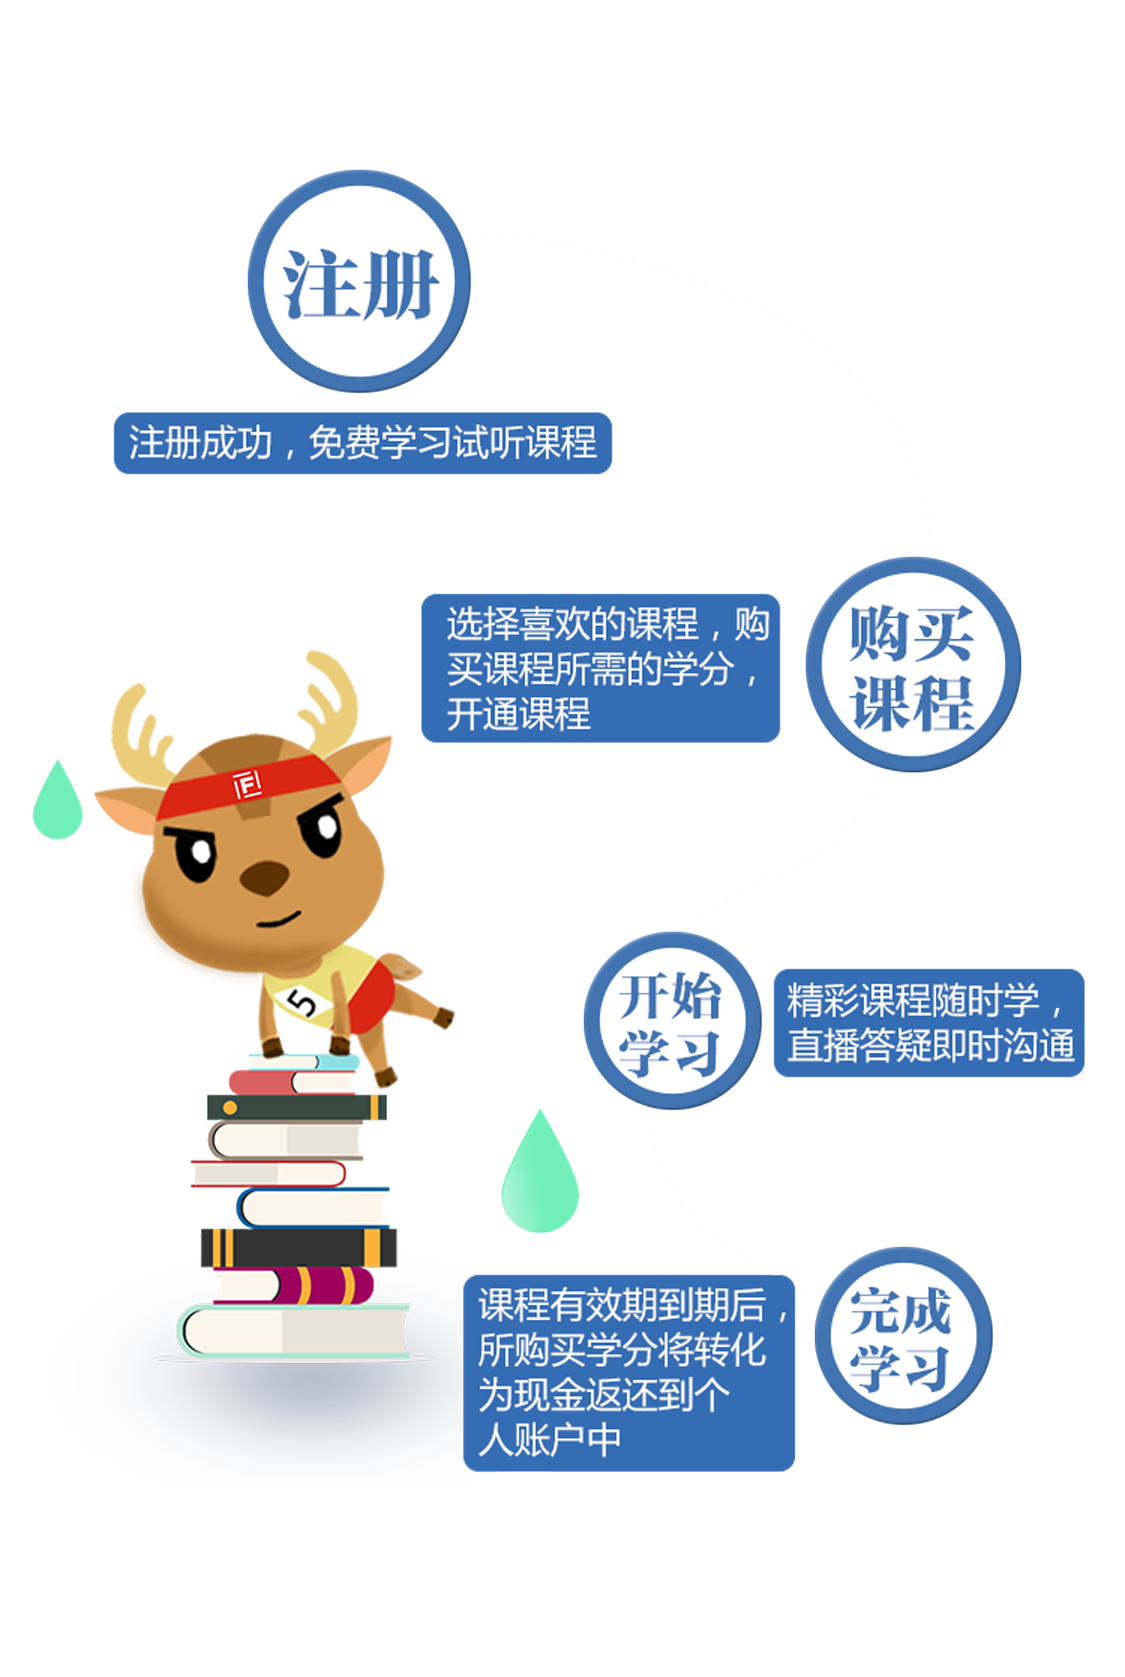 注册
注册成功，免费学习试听课程
选择喜欢的课程，购
买课程所需的学分，
开通课程
购买
课程
F
5
开始
学习
精彩课程随时学，
直播答疑即时沟通
课程有效期到期后，
所购买学分将转化
为现金返还到个
人账户中
完成
学习